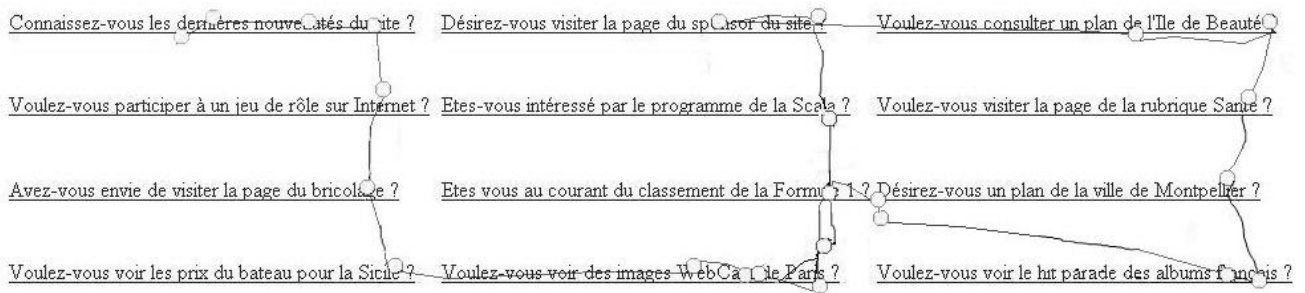 Connaissez-vous les dernières nouveautés du site ? Désirez-vous visiter la page du sponsor du site ? Voulez-vous consulter un plan de l'Ile de Beauté ?
Voulez-vous participer à un jeu de rôle sur Internet ? Etes-vous intéressé par le programme de la Scala ? Voulez-vous visiter la page de la rubrique Santé ?
Avez-vous envie de visiter la page du bricolage ? Etes vous au courant du classement de la Formule 1 ? Désirez-vous un plan de la ville de Montpellier ?
Voulez-vous voir les prix du bateau pour la Sicile ? Voulez-vous voir des images WebCam de Paris ? Voulez-vous voir le hit parade des albums français ?